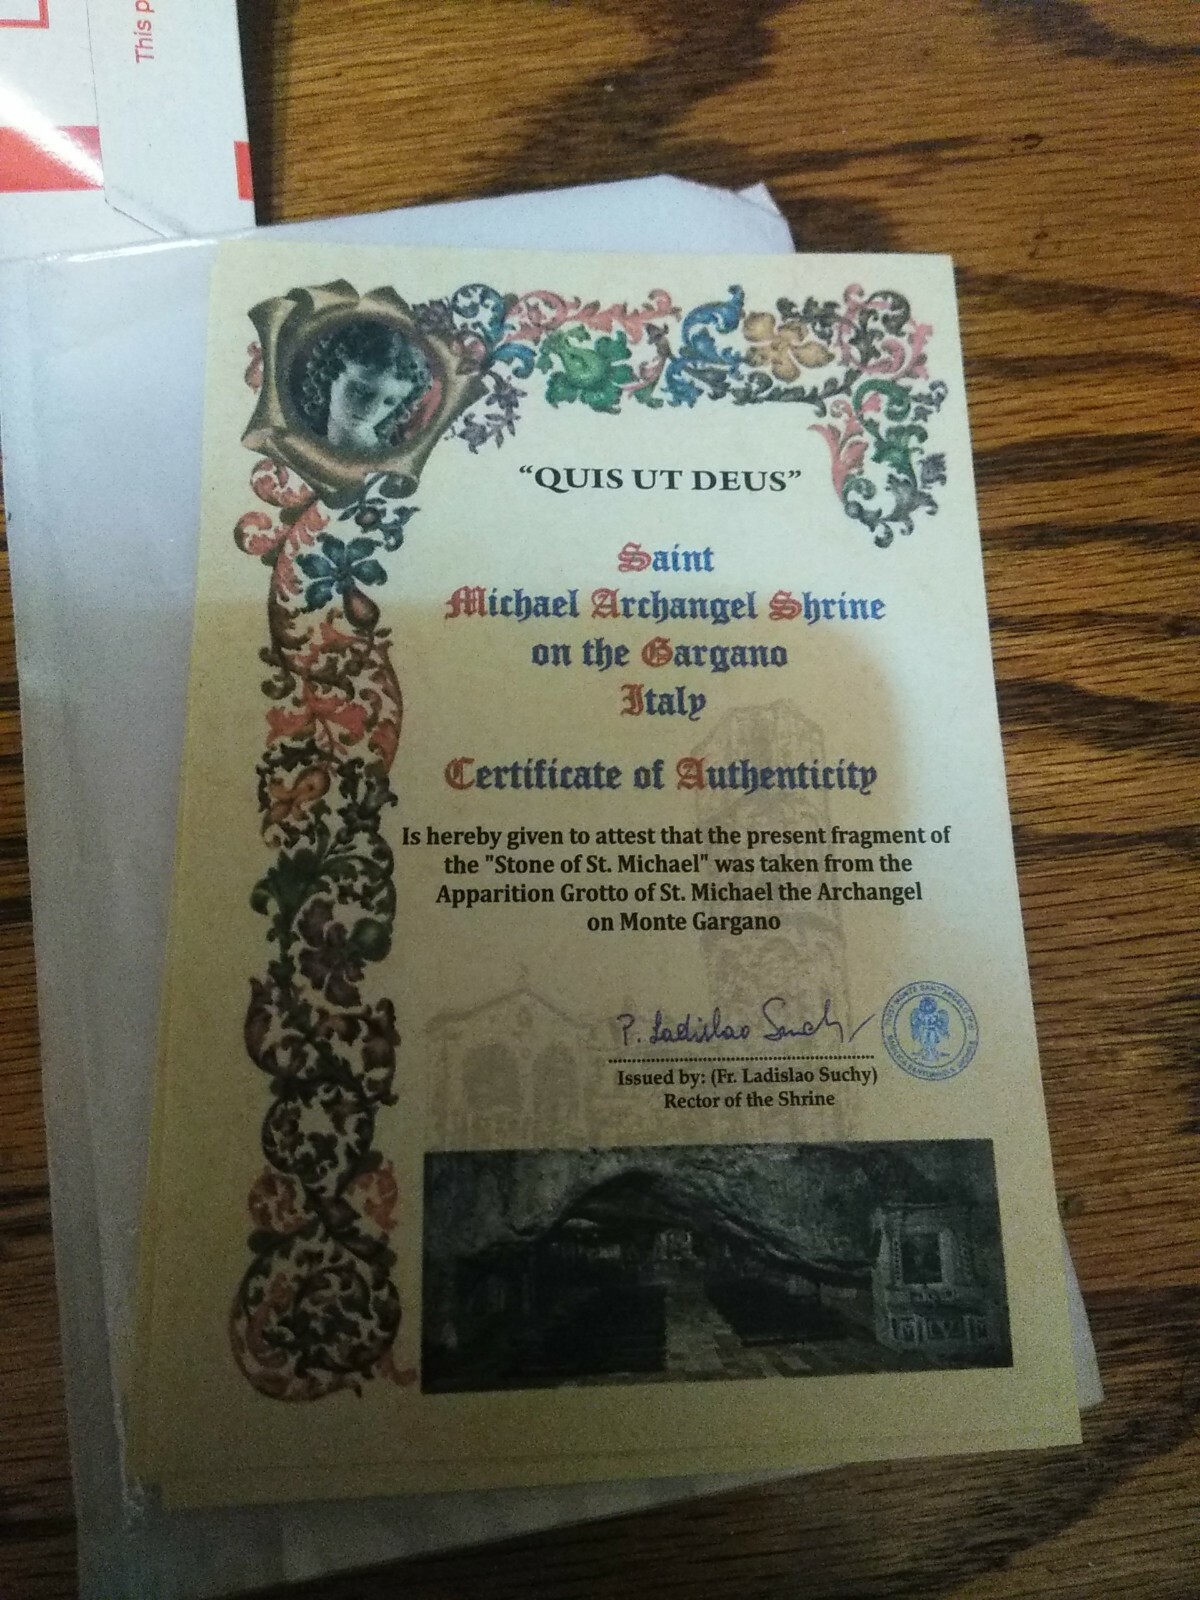 This p
“QUIS UT DEUS”
Saint
Michael Archangel Shrine
on the Gargano
Italy
Certificate of Authenticity
Is hereby given to attest that the present fragment of
the "Stone of St. Michael" was taken from the
Apparition Grotto of St. Michael the Archangel
on Monte Gargano
P. Ladislao Suchy
Issued by: (Fr. Ladislao Suchy)
Rector of the Shrine